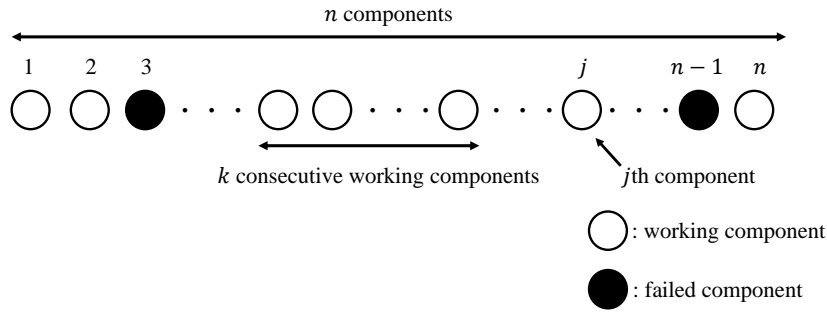 n components
1 2 3 j n − 1 n
k consecutive working components
jth component
: working component
: failed component